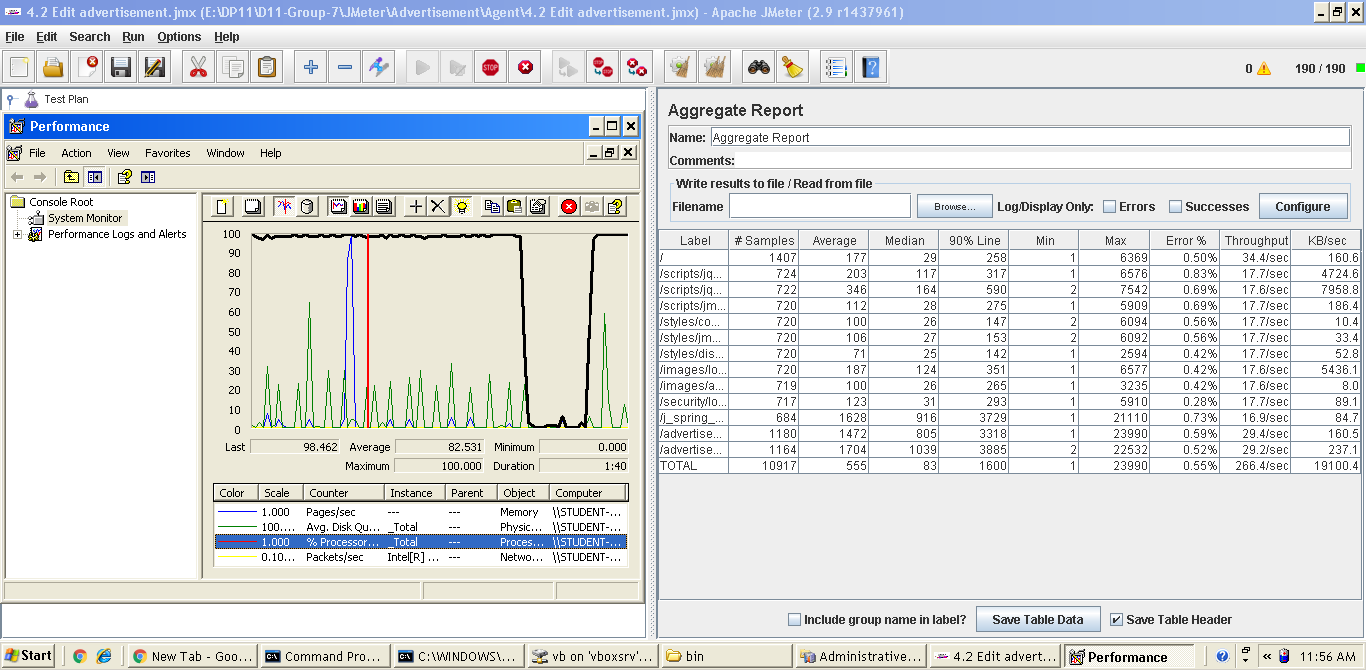 4.2 Edit advertisement.jmx (E:\DP11\D11-Group-7\JMeter\Advertisement\Agent\4.2 Edit advertisement.jmx) - Apache JMeter (2.9 r1437961)
File Edit Search Run Options Help
STOP STOP 0 190 / 190
Test Plan
Performance
File Action View Favorites Window Help
Console Root
System Monitor
Performance Logs and Alerts
100
90
80
70
60
50
40
30
20
10
0
Last 98.462 Average 82.531 Minimum 0.000
Maximum 100.000 Duration 1:40
Color Scale Counter Instance Parent Object Computer
1.000 Pages/sec --- --- Memory \\STUDENT-...
100.... Avg. Disk Qu... _Total --- Physic... \\STUDENT-...
1.000 % Processor... _Total --- Proces... \\STUDENT-...
0.10... Packets/sec Intel[R] ... --- Netwo... \\STUDENT-...
Aggregate Report
Name: Aggregate Report
Comments:
Write results to file / Read from file
Filename Browse... Log/Display Only: Errors Successes Configure
Label # Samples Average Median 90% Line Min Max Error % Throughput KB/sec
/ 1407 177 29 258 1 6369 0.50% 34.4/sec 160.6
/scripts/jq... 724 203 117 317 1 6576 0.83% 17.7/sec 4724.6
/scripts/jq... 722 346 164 590 2 7542 0.69% 17.6/sec 7958.8
/scripts/jm... 720 112 28 275 1 5909 0.69% 17.7/sec 186.4
/styles/co... 720 100 26 147 2 6094 0.56% 17.7/sec 10.4
/styles/jm... 720 106 27 153 2 6092 0.56% 17.7/sec 33.4
/styles/dis... 720 71 25 142 1 2594 0.42% 17.7/sec 52.8
/images/lo... 720 187 124 351 1 6577 0.42% 17.6/sec 5436.1
/images/a... 719 100 26 265 1 3235 0.42% 17.6/sec 8.0
/security/lo... 717 123 31 293 1 5910 0.28% 17.7/sec 89.1
/j_spring_... 684 1628 916 3729 1 21110 0.73% 16.9/sec 84.7
/advertise... 1180 1472 805 3318 1 23990 0.59% 29.4/sec 160.5
/advertise... 1164 1704 1039 3885 2 22532 0.52% 29.2/sec 237.1
TOTAL 10917 555 83 1600 1 23990 0.55% 266.4/sec 19100.4
Include group name in label? Save Table Data Save Table Header
Start New Tab - Goo... Command Pro... C:\WINDOWS\... vb on 'vboxsrv'... bin Administrative... 4.2 Edit advert... Performance 11:56 AM